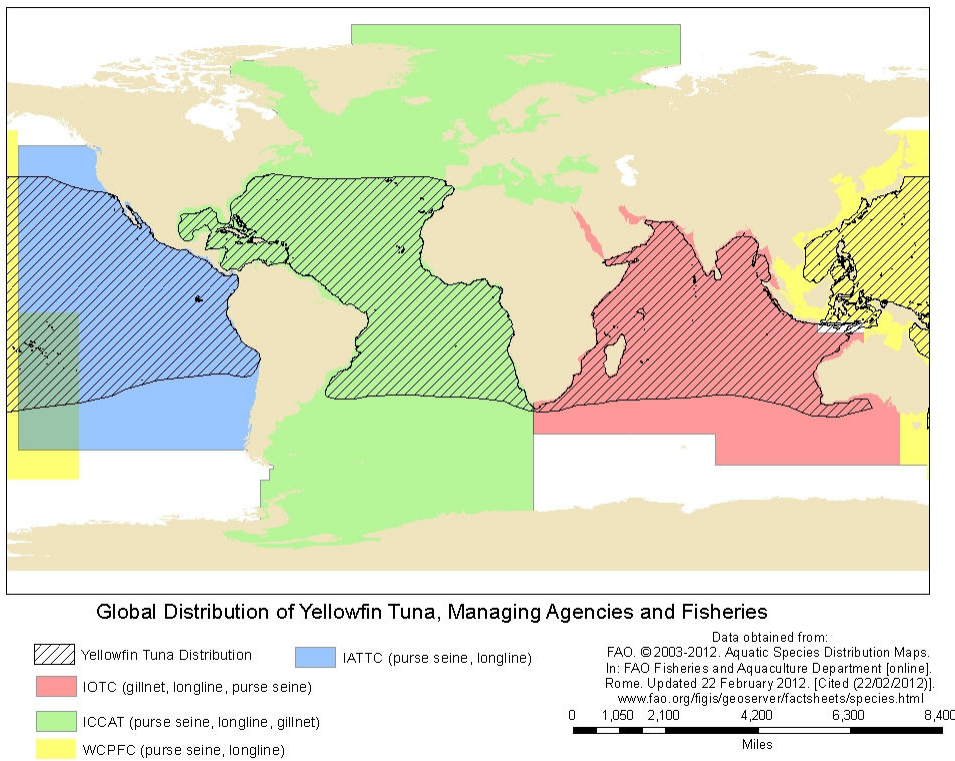 Global Distribution of Yellowfin Tuna, Managing Agencies and Fisheries
Yellowfin Tuna Distribution
IATTC (purse seine, longline)
IOTC (gillnet, longline, purse seine)
ICCAT (purse seine, longline, gillnet)
WCPFC (purse seine, longline)
Data obtained from:
FAO. ©2003-2012. Aquatic Species Distribution Maps.
In: FAO Fisheries and Aquaculture Department [online].
Rome. Updated 22 February 2012. [Cited (22/02/2012)].
www.fao.org/figis/geoserver/factsheets/species.html
0 1,050 2,100 4,200 6,300 8,400
Miles